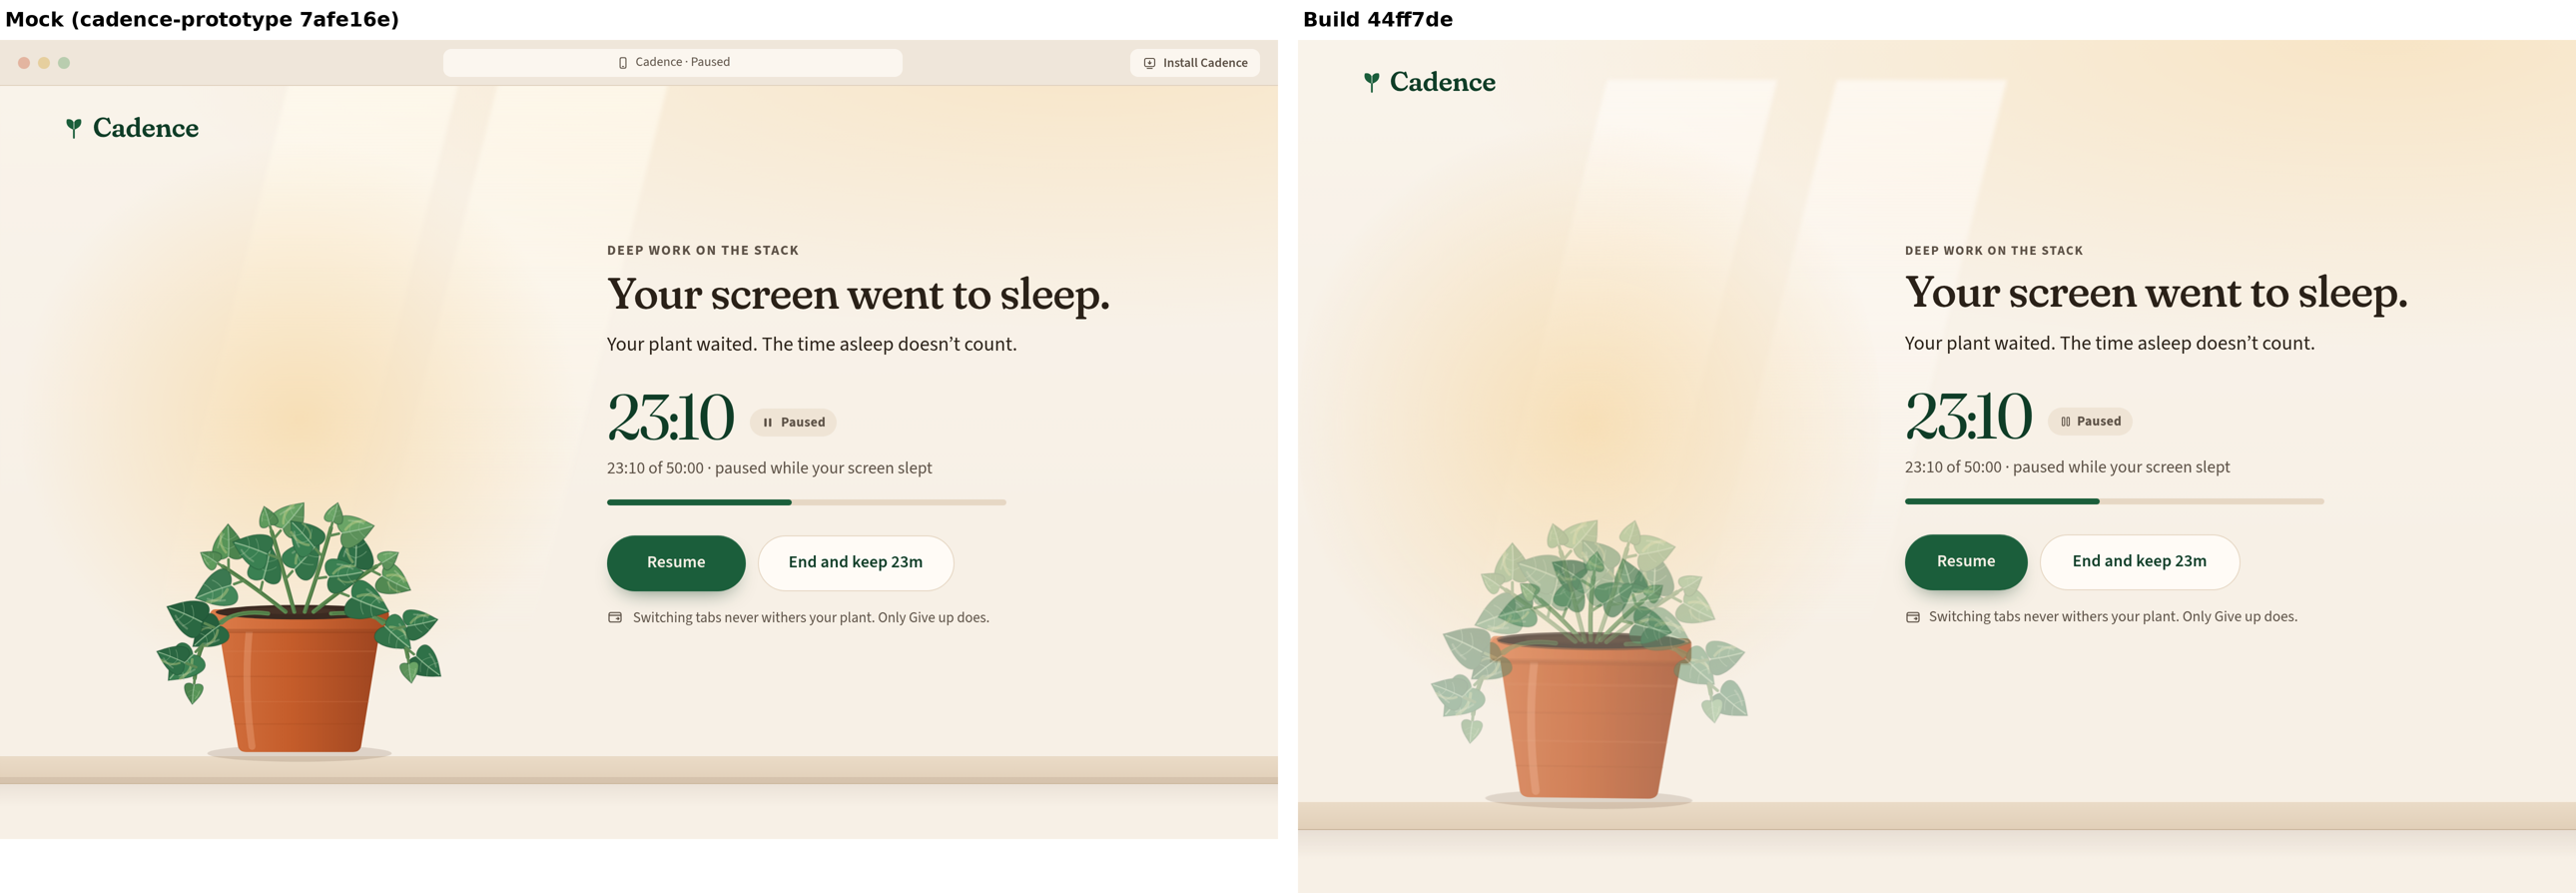 Mock (cadence-prototype 7afe16e)
Cadence · Paused
Install Cadence
Cadence
DEEP WORK ON THE STACK
Your screen went to sleep.
Your plant waited. The time asleep doesn’t count.
23:10
Paused
23:10 of 50:00 · paused while your screen slept
Resume
End and keep 23m
Switching tabs never withers your plant. Only Give up does.
Build 44ff7de
Cadence
DEEP WORK ON THE STACK
Your screen went to sleep.
Your plant waited. The time asleep doesn’t count.
23:10
Paused
23:10 of 50:00 · paused while your screen slept
Resume
End and keep 23m
Switching tabs never withers your plant. Only Give up does.